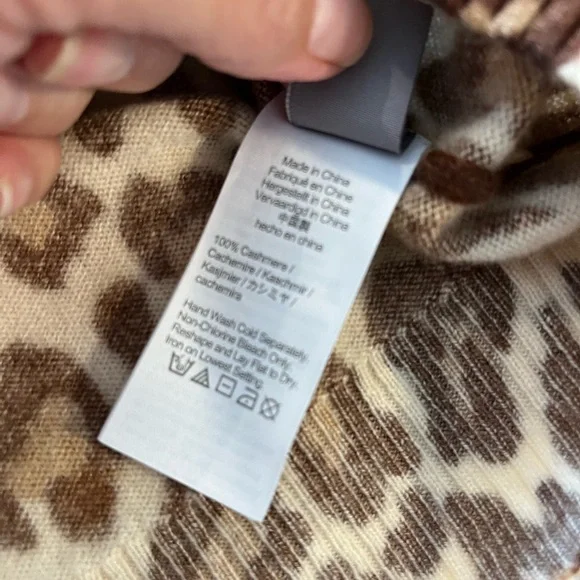 Made in China
Fabriqué en Chine
Hergestellt in China
Vervaardigd in China
中國製
hecho en china
100% Cashmere /
Cachemire / Kaschmir /
Kasjmier / カシミヤ /
cachemira
Hand Wash Cold Separately.
Non-Chlorine Bleach Only.
Reshape and Lay Flat to Dry.
Iron on Lowest Setting.